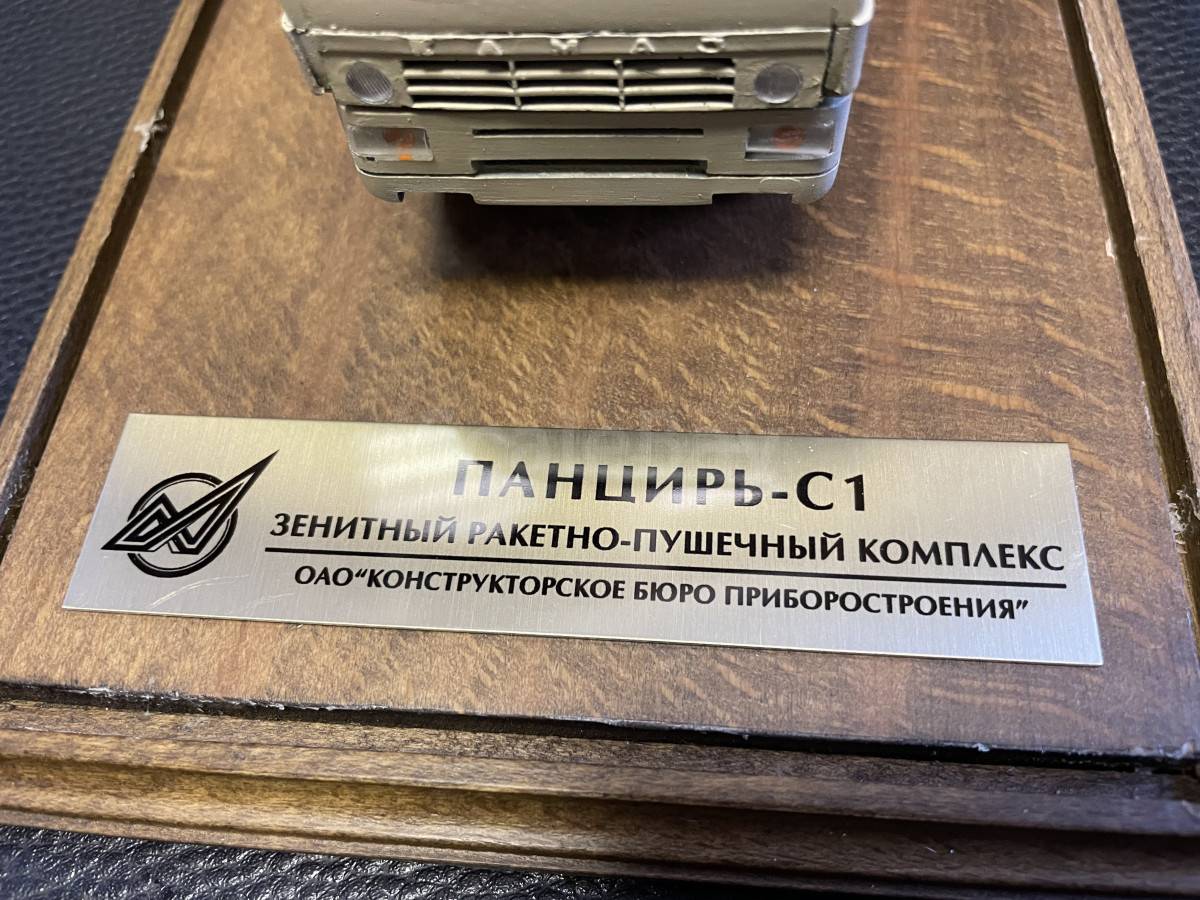 КАМАЗ
ПАНЦИРЬ-С1
ЗЕНИТНЫЙ РАКЕТНО-ПУШЕЧНЫЙ КОМПЛЕКС
ОАО“КОНСТРУКТОРСКОЕ БЮРО ПРИБОРОСТРОЕНИЯ”